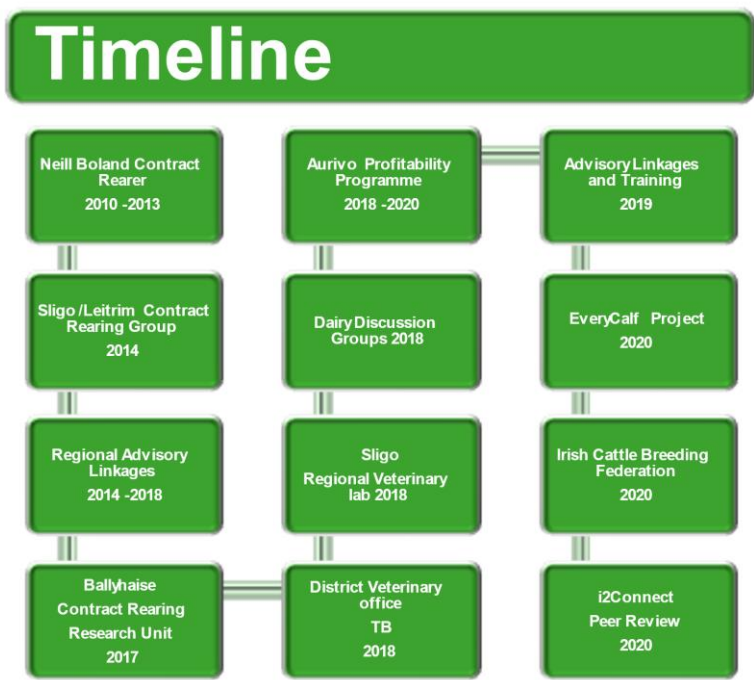 Timeline
Neill Boland Contract
Rearer
2010 -2013
Sligo /Leitrim Contract
Rearing Group
2014
Regional Advisory
Linkages
2014 -2018
Ballyhaise
Contract Rearing
Research Unit
2017
District Veterinary
office
TB
2018
Sligo
Regional Veterinary
lab 2018
Dairy Discussion
Groups 2018
Aurivo Profitability
Programme
2018 -2020
Advisory Linkages
and Training
2019
EveryCalf Project
2020
Irish Cattle Breeding
Federation
2020
i2Connect
Peer Review
2020